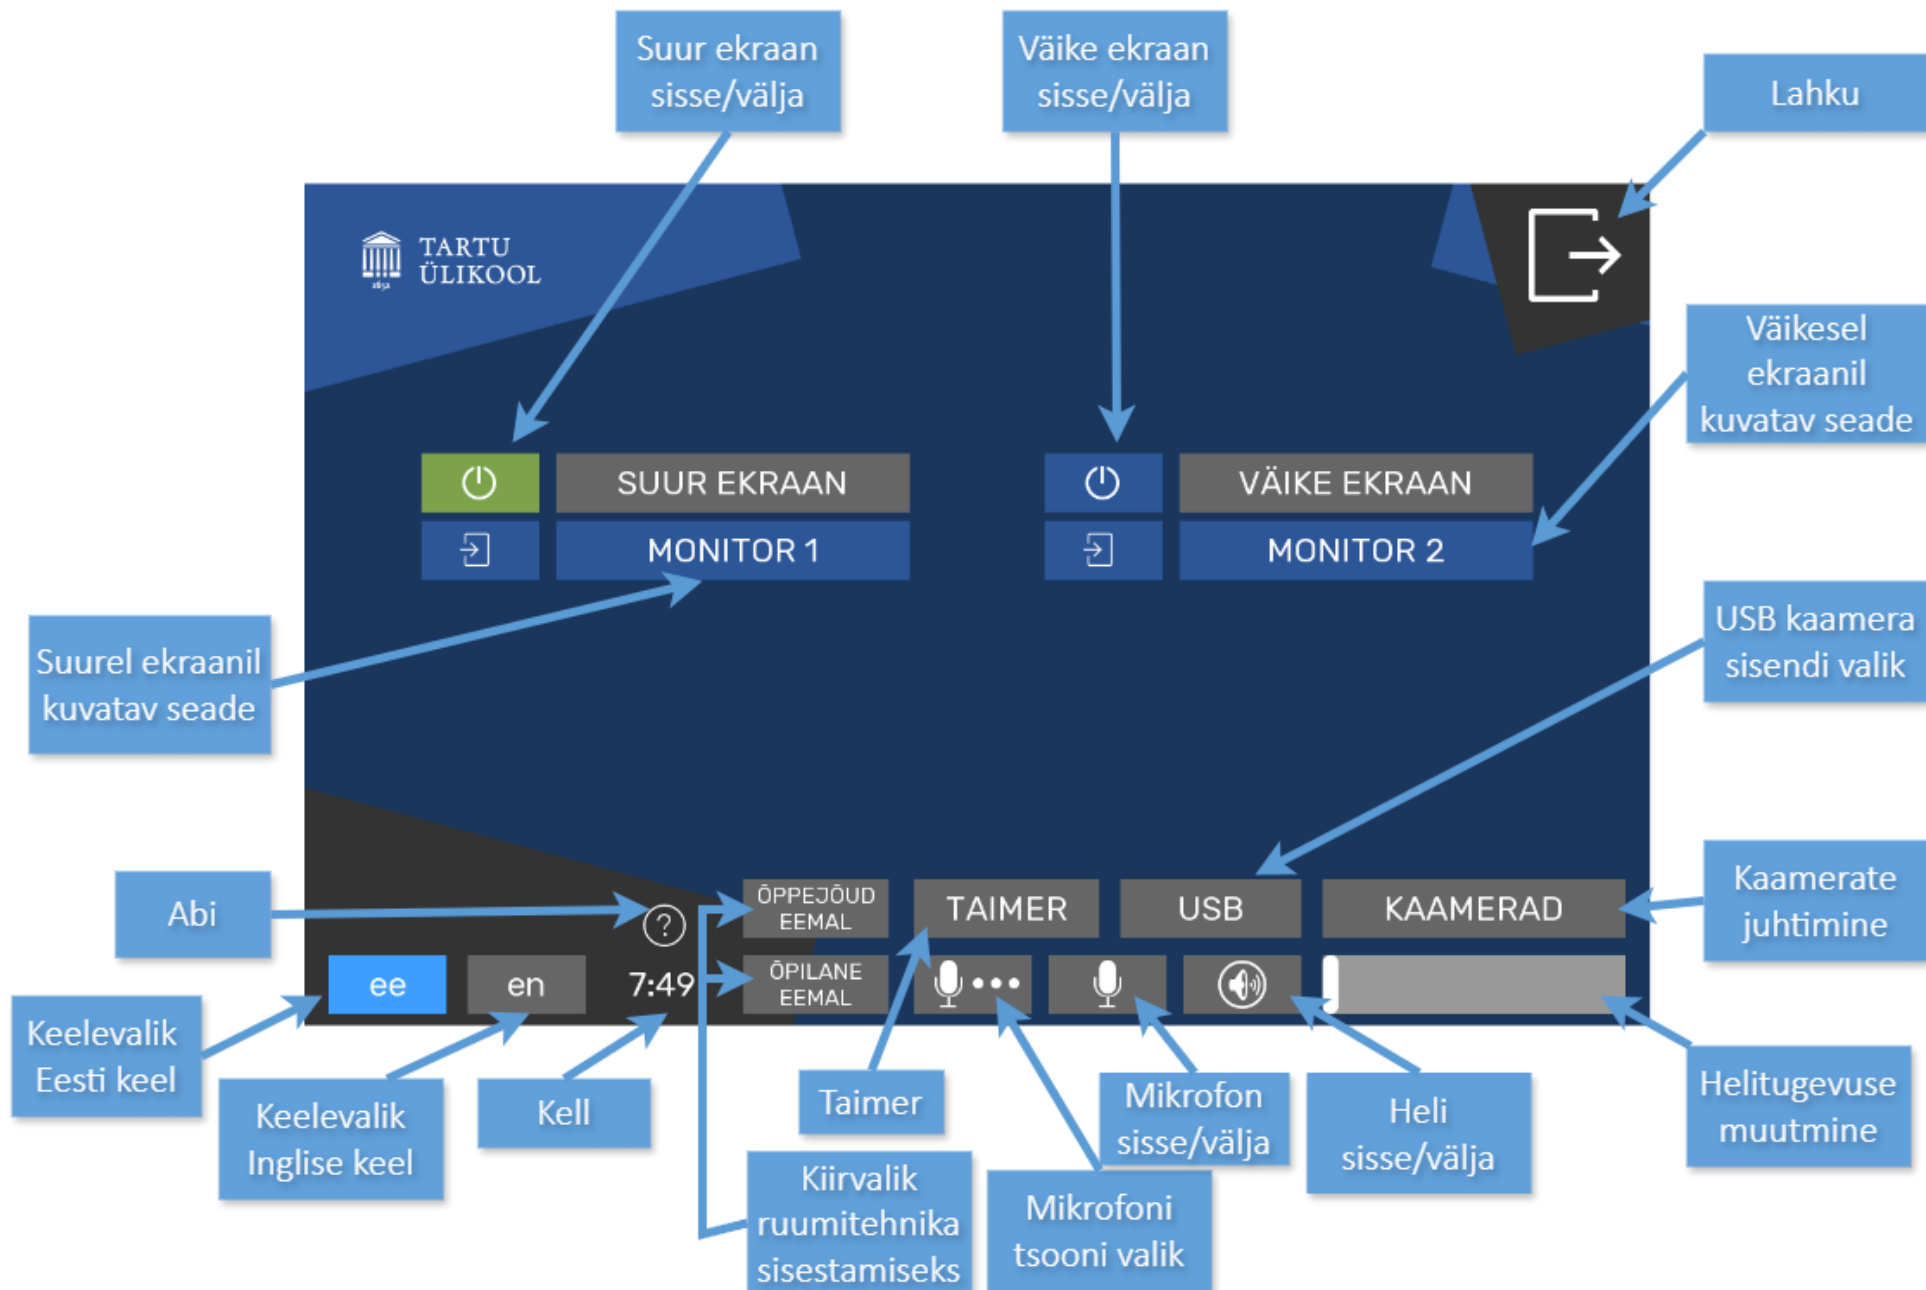 Suur ekraan
sisse/välja
Väike ekraan
sisse/välja
Lahku
TARTU
ÜLIKOOL
1632
Väikesel
ekraanil
kuvatav seade
SUUR EKRAAN
VÄIKE EKRAAN
MONITOR 1
MONITOR 2
Suurel ekraanil
kuvatav seade
USB kaamera
sisendi valik
Abi
?
ÕPPEJÕUD
EEMAL
TAIMER
USB
KAAMERAD
Kaamerate
juhtimine
ee
en
7:49
ÕPILANE
EEMAL
Keelevalik
Eesti keel
Keelevalik
Inglise keel
Kell
Taimer
Kiirvalik
ruumitehnika
sisestamiseks
Mikrofoni
tsooni valik
Mikrofon
sisse/välja
Heli
sisse/välja
Helitugevuse
muutmine